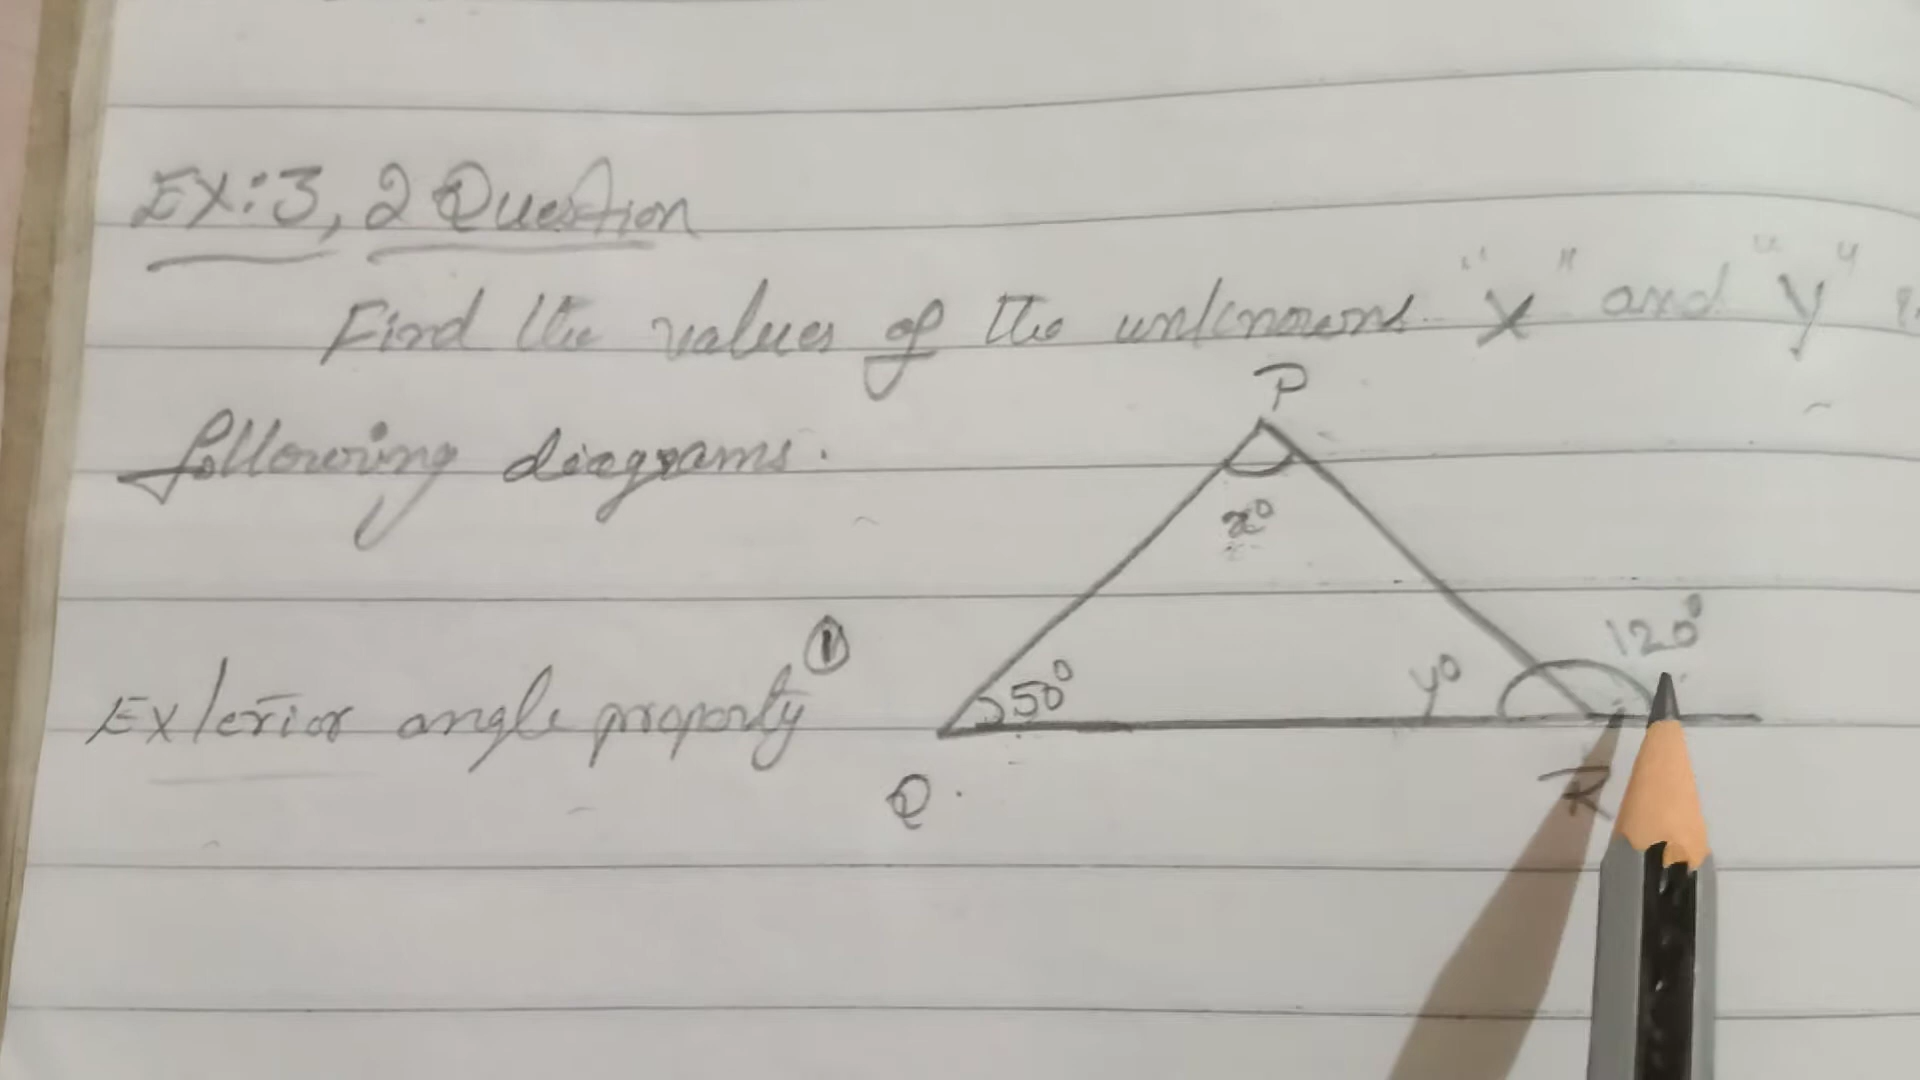 EX:3, 2 Question
Find the values of the unknowns "x" and "y"
following diagrams.
P
x°
Exterior angle property ①
50°
y°
120°
Q
R